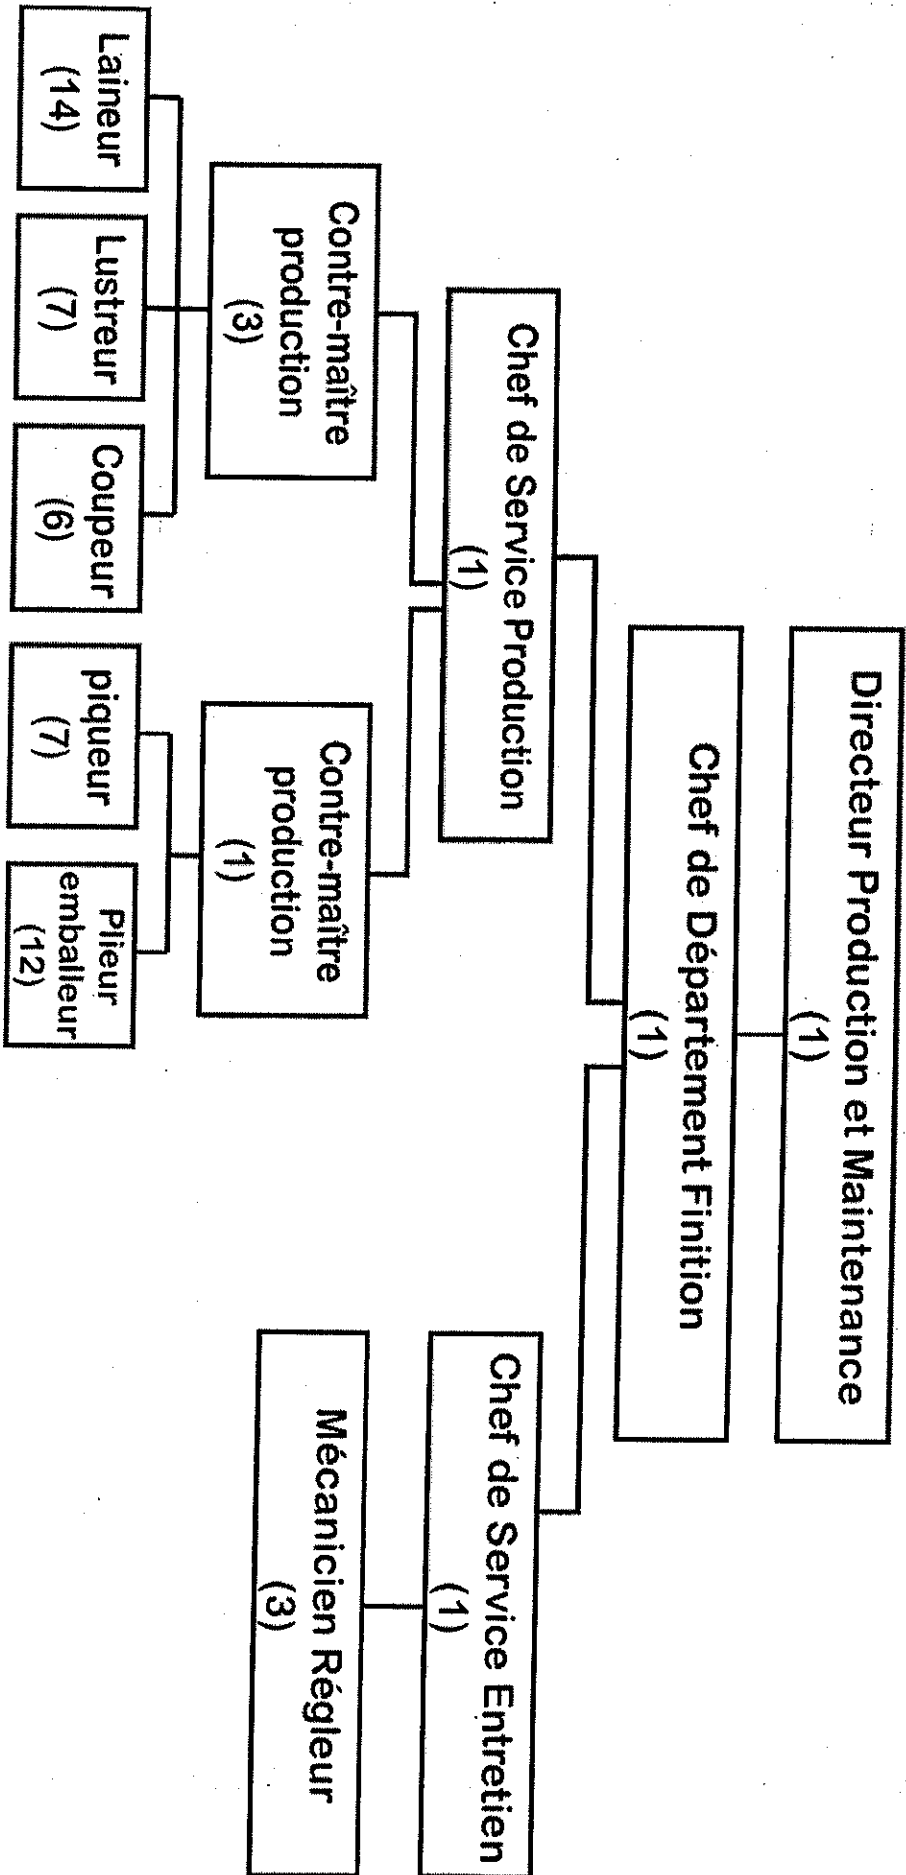 Directeur Production et Maintenance
(1)
Chef de Département Finition
(1)
Chef de Service Production
(1)
Chef de Service Entretien
(1)
Contre-maître
production
(3)
Contre-maître
production
(1)
Mécanicien Régleur
(3)
Laineur
(14)
Lustreur
(7)
Coupeur
(6)
piqueur
(7)
Plieur
emballeur
(12)